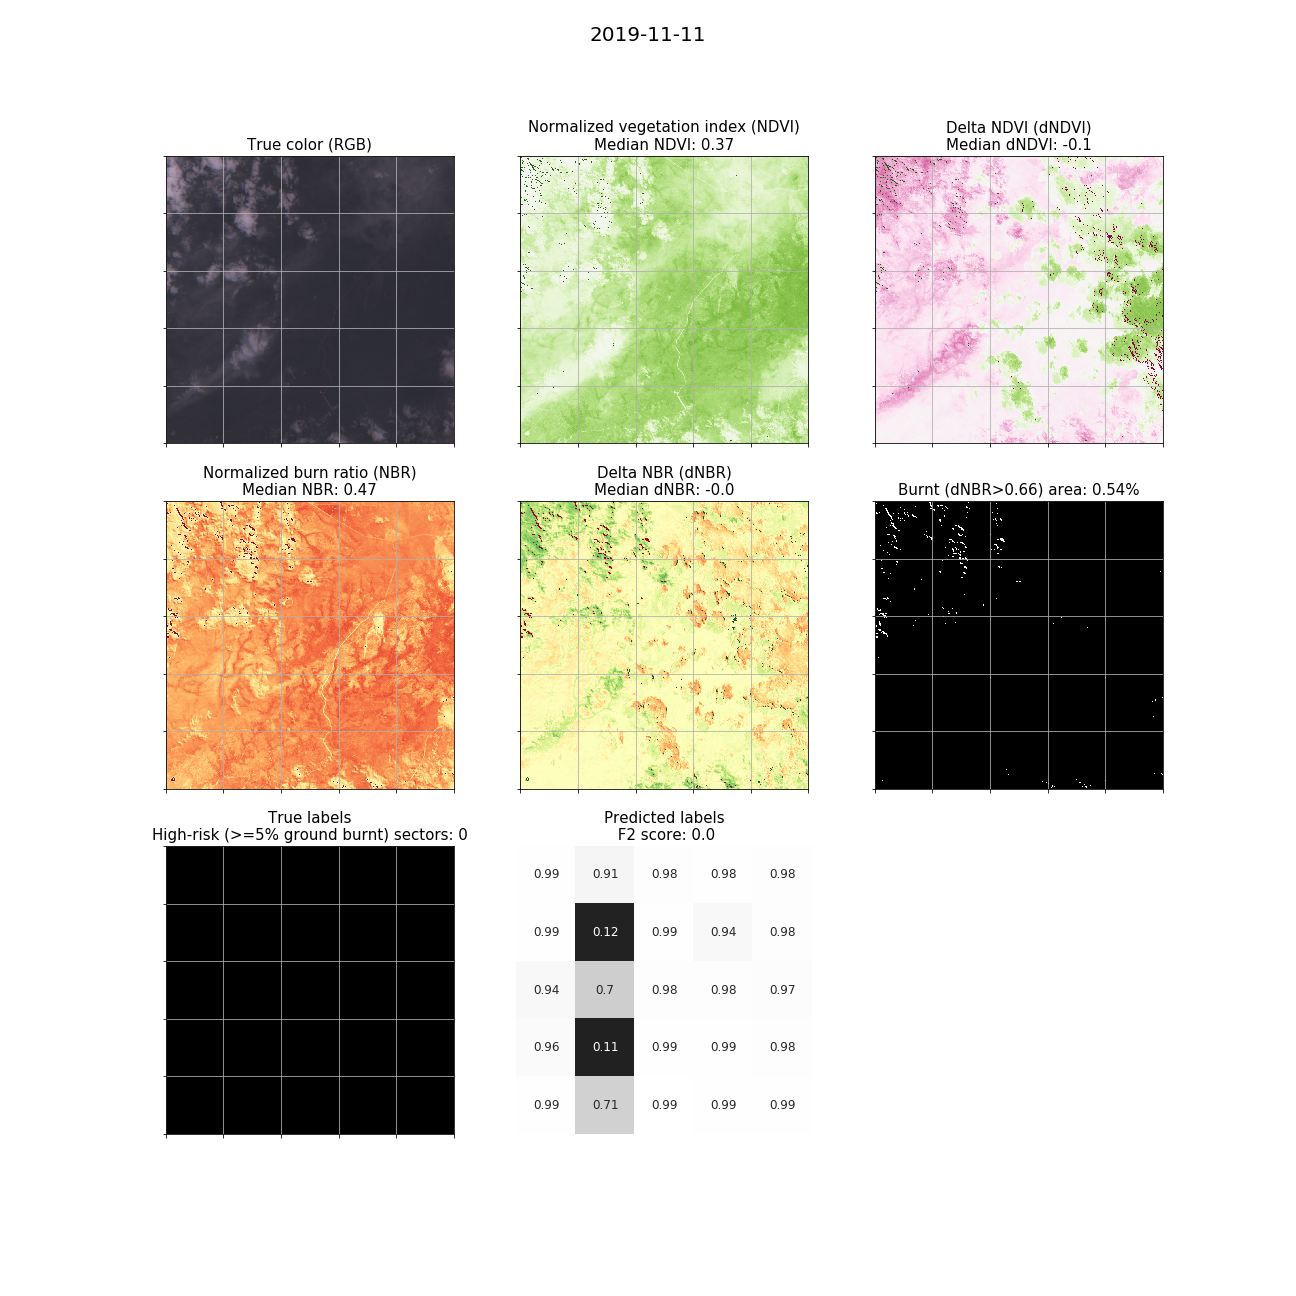 2019-11-11
True color (RGB)
Normalized vegetation index (NDVI)
Median NDVI: 0.37
Delta NDVI (dNDVI)
Median dNDVI: -0.1
Normalized burn ratio (NBR)
Median NBR: 0.47
Delta NBR (dNBR)
Median dNBR: -0.0
Burnt (dNBR>0.66) area: 0.54%
True labels
High-risk (>=5% ground burnt) sectors: 0
Predicted labels
F2 score: 0.0
0.99 0.91 0.98 0.98 0.98
0.99 0.12 0.99 0.94 0.98
0.94 0.7 0.98 0.98 0.97
0.96 0.11 0.99 0.99 0.98
0.99 0.71 0.99 0.99 0.99